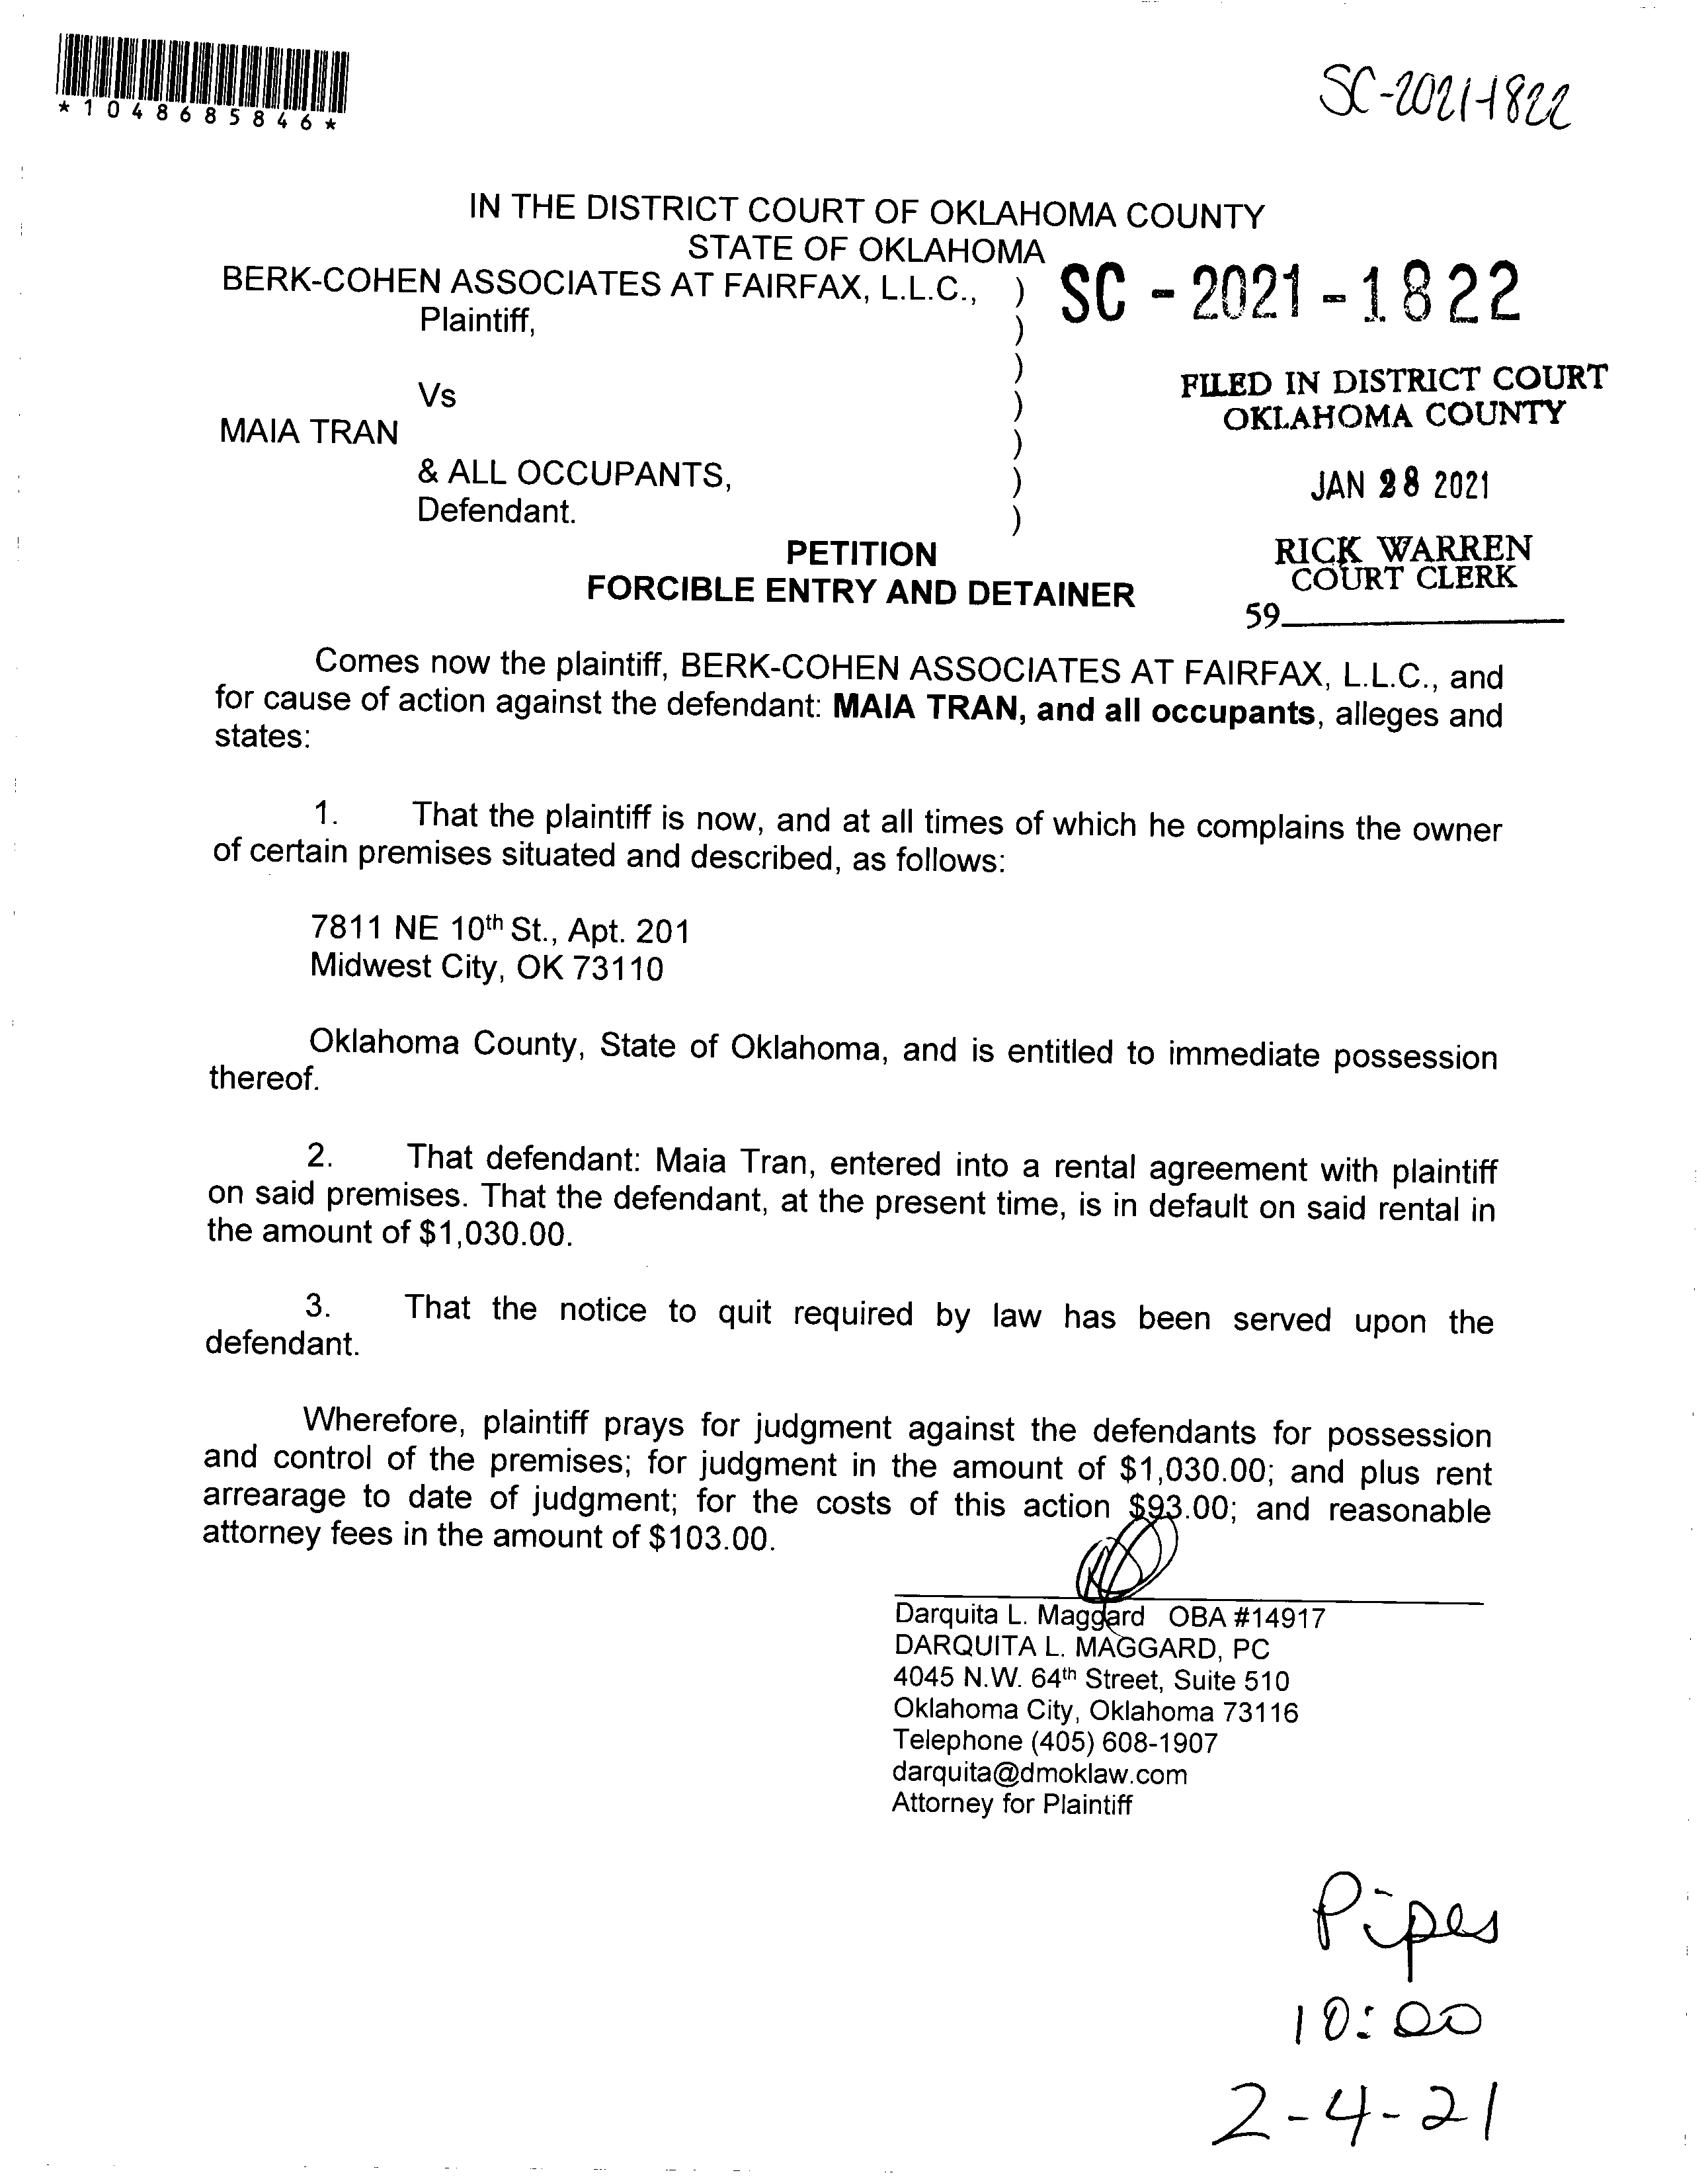 *1048685846*
SC-2021-1822
IN THE DISTRICT COURT OF OKLAHOMA COUNTY
STATE OF OKLAHOMA
BERK-COHEN ASSOCIATES AT FAIRFAX, L.L.C., )
Plaintiff, )
)
Vs )
MAIA TRAN )
& ALL OCCUPANTS, )
Defendant. )
SC - 2021 - 1822
FILED IN DISTRICT COURT
OKLAHOMA COUNTY
JAN 28 2021
RICK WARREN
COURT CLERK
59
PETITION
FORCIBLE ENTRY AND DETAINER
Comes now the plaintiff, BERK-COHEN ASSOCIATES AT FAIRFAX, L.L.C., and
for cause of action against the defendant: MAIA TRAN, and all occupants, alleges and
states:
1. That the plaintiff is now, and at all times of which he complains the owner
of certain premises situated and described, as follows:
7811 NE 10th St., Apt. 201
Midwest City, OK 73110
Oklahoma County, State of Oklahoma, and is entitled to immediate possession
thereof.
2. That defendant: Maia Tran, entered into a rental agreement with plaintiff
on said premises. That the defendant, at the present time, is in default on said rental in
the amount of $1,030.00.
3. That the notice to quit required by law has been served upon the
defendant.
Wherefore, plaintiff prays for judgment against the defendants for possession
and control of the premises; for judgment in the amount of $1,030.00; and plus rent
arrearage to date of judgment; for the costs of this action $93.00; and reasonable
attorney fees in the amount of $103.00.
Darquita L. Maggard OBA #14917
DARQUITA L. MAGGARD, PC
4045 N.W. 64th Street, Suite 510
Oklahoma City, Oklahoma 73116
Telephone (405) 608-1907
darquita@dmoklaw.com
Attorney for Plaintiff
Pipes
10:00
2-4-21